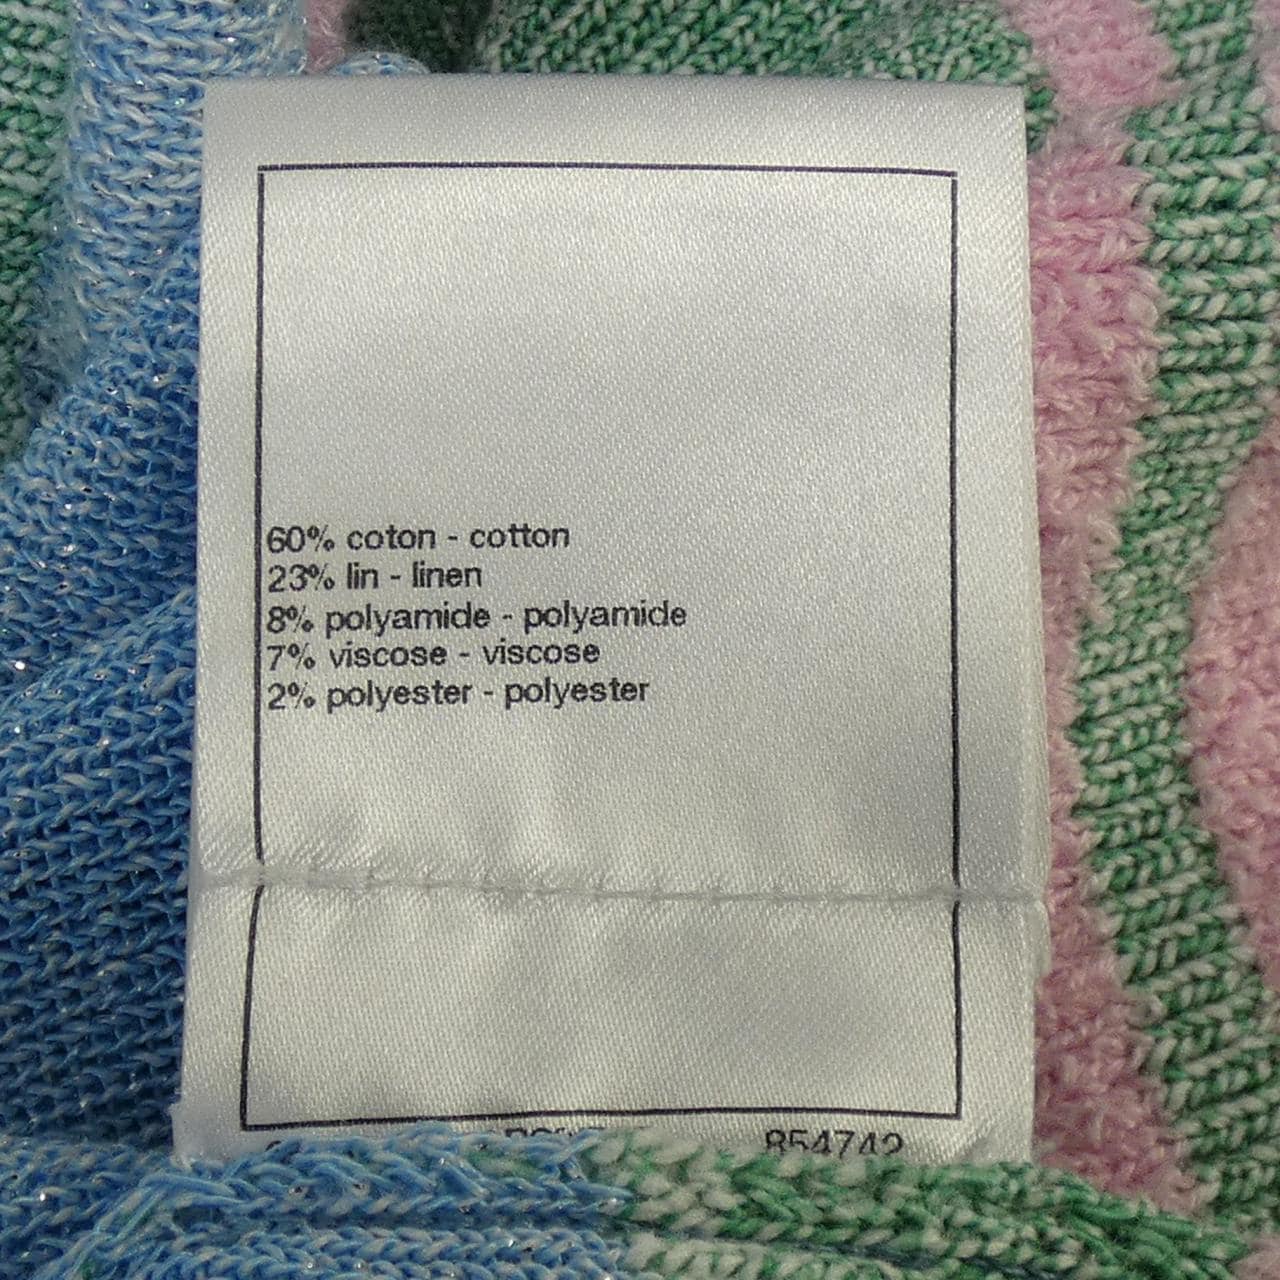 60% coton - cotton
23% lin - linen
8% polyamide - polyamide
7% viscose - viscose
2% polyester - polyester
854742